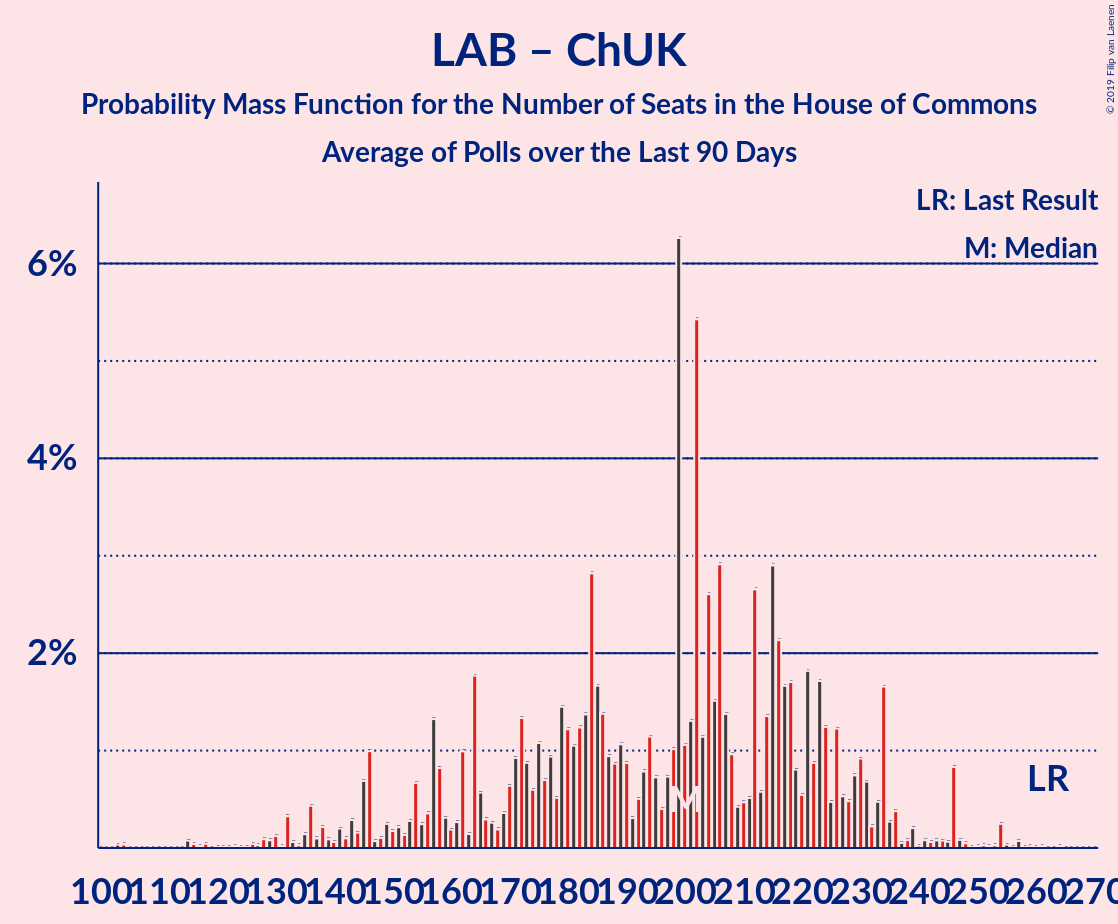 LAB – ChUK
Probability Mass Function for the Number of Seats in the House of Commons
Average of Polls over the Last 90 Days
© 2019 Filip van Laenen
LR: Last Result
M: Median
6%
4%
2%
LR
M
100 110 120 130 140 150 160 170 180 190 200 210 220 230 240 250 260 270